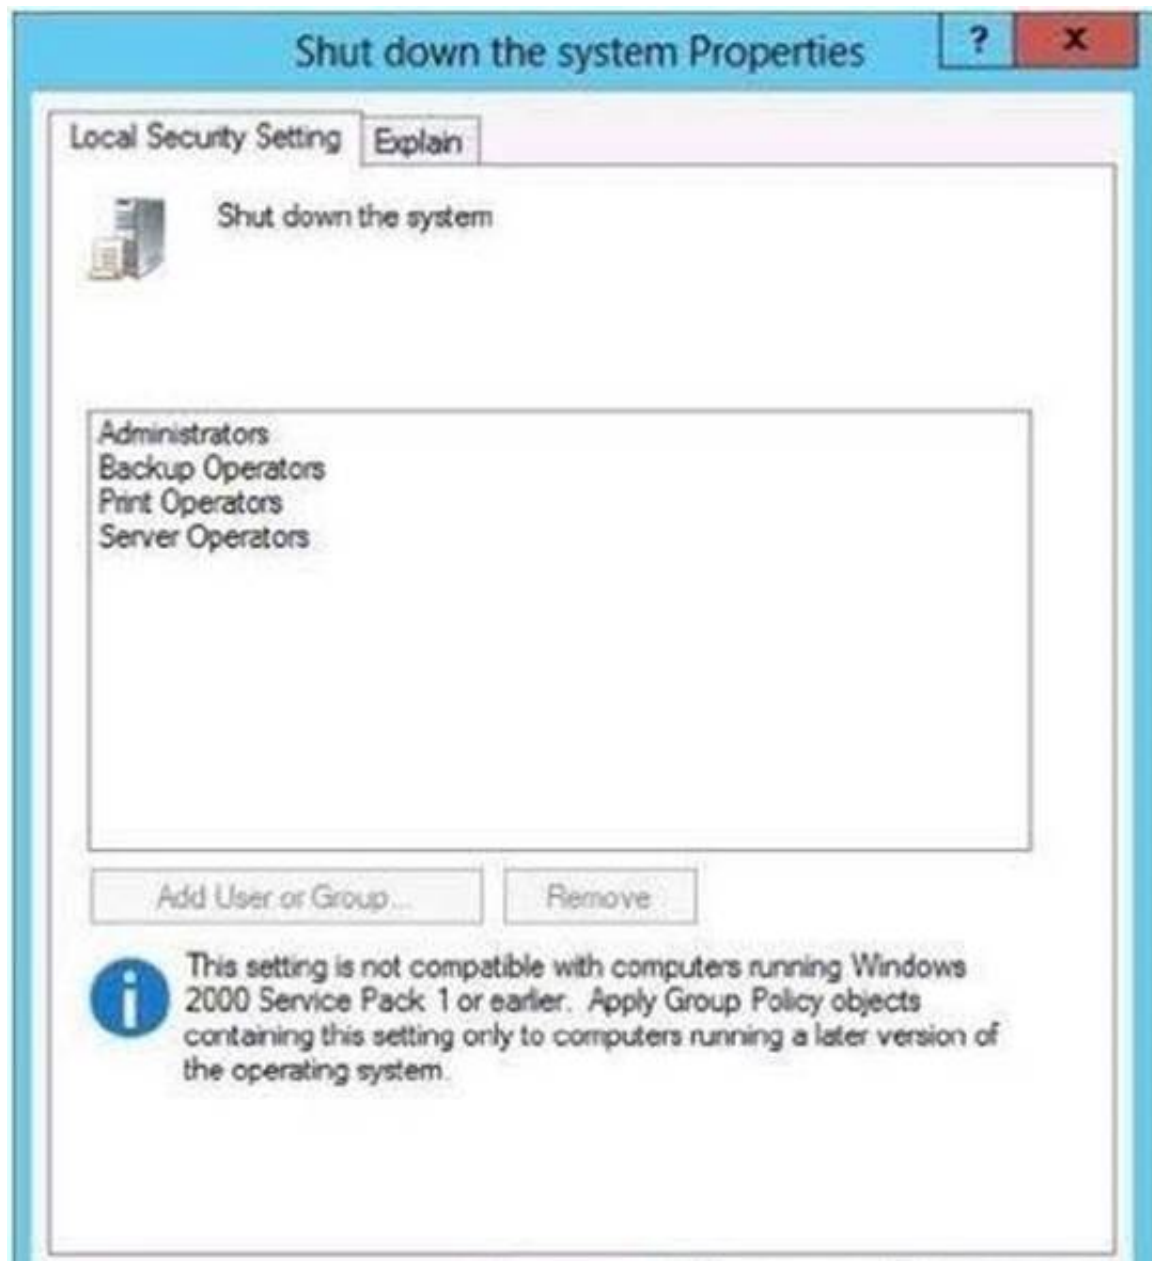 Shut down the system Properties
?
x
Local Security Setting
Explain
Shut down the system
Administrators
Backup Operators
Print Operators
Server Operators
Add User or Group...
Remove
This setting is not compatible with computers running Windows
2000 Service Pack 1 or earlier. Apply Group Policy objects
containing this setting only to computers running a later version of
the operating system.